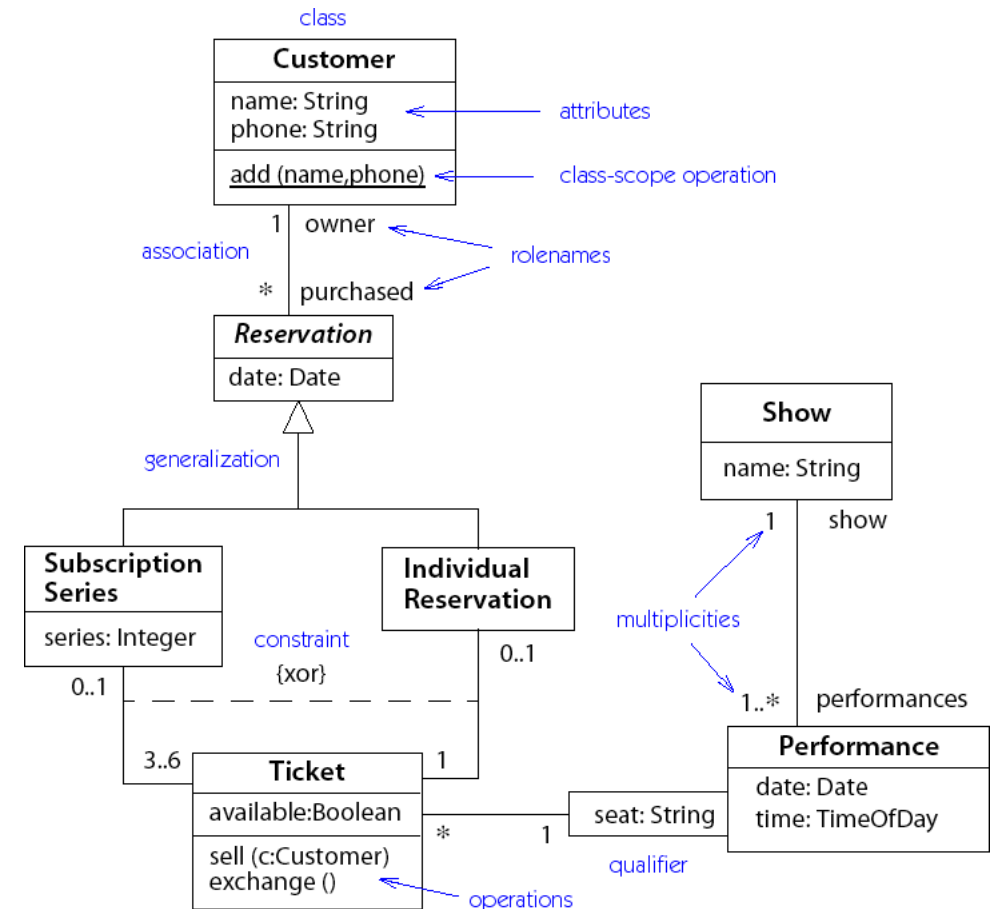 class
Customer
name: String
phone: String
attributes
add (name,phone)
class-scope operation
1 owner
association
rolenames
* purchased
Reservation
date: Date
Show
name: String
generalization
1 show
Subscription
Series
series: Integer
Individual
Reservation
multiplicities
constraint
{xor}
0..1
0..1
1..* performances
Performance
date: Date
time: TimeOfDay
3..6
1
Ticket
available:Boolean
*
1
seat: String
qualifier
sell (c:Customer)
exchange ()
operations